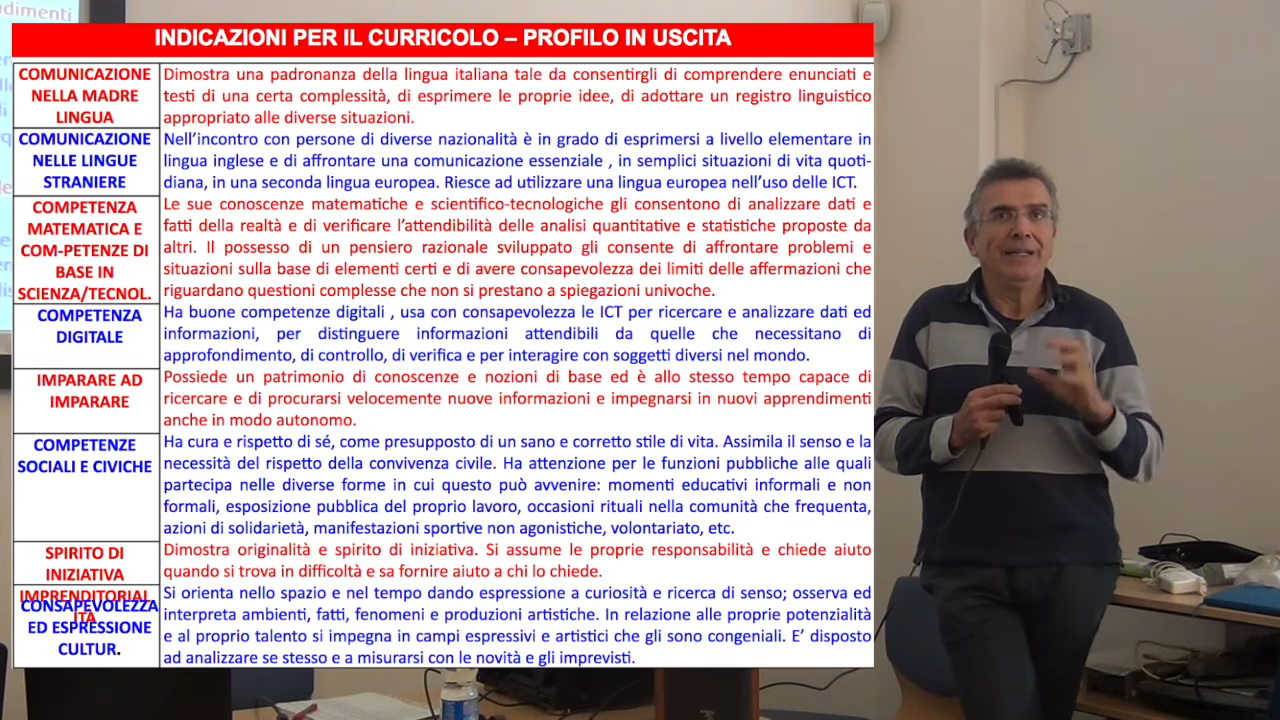 INDICAZIONI PER IL CURRICOLO – PROFILO IN USCITA
COMUNICAZIONE
NELLA MADRE
LINGUA
Dimostra una padronanza della lingua italiana tale da consentirgli di comprendere enunciati e
testi di una certa complessità, di esprimere le proprie idee, di adottare un registro linguistico
appropriato alle diverse situazioni.
COMUNICAZIONE
NELLE LINGUE
STRANIERE
Nell’incontro con persone di diverse nazionalità è in grado di esprimersi a livello elementare in
lingua inglese e di affrontare una comunicazione essenziale , in semplici situazioni di vita quoti-
diana, in una seconda lingua europea. Riesce ad utilizzare una lingua europea nell’uso delle ICT.
COMPETENZA
MATEMATICA E
COM-PETENZE DI
BASE IN
SCIENZA/TECNOL.
Le sue conoscenze matematiche e scientifico-tecnologiche gli consentono di analizzare dati e
fatti della realtà e di verificare l’attendibilità delle analisi quantitative e statistiche proposte da
altri. Il possesso di un pensiero razionale sviluppato gli consente di affrontare problemi e
situazioni sulla base di elementi certi e di avere consapevolezza dei limiti delle affermazioni che
riguardano questioni complesse che non si prestano a spiegazioni univoche.
COMPETENZA
DIGITALE
Ha buone competenze digitali , usa con consapevolezza le ICT per ricercare e analizzare dati ed
informazioni, per distinguere informazioni attendibili da quelle che necessitano di
approfondimento, di controllo, di verifica e per interagire con soggetti diversi nel mondo.
IMPARARE AD
IMPARARE
Possiede un patrimonio di conoscenze e nozioni di base ed è allo stesso tempo capace di
ricercare e di procurarsi velocemente nuove informazioni e impegnarsi in nuovi apprendimenti
anche in modo autonomo.
COMPETENZE
SOCIALI E CIVICHE
Ha cura e rispetto di sé, come presupposto di un sano e corretto stile di vita. Assimila il senso e la
necessità del rispetto della convivenza civile. Ha attenzione per le funzioni pubbliche alle quali
partecipa nelle diverse forme in cui questo può avvenire: momenti educativi informali e non
formali, esposizione pubblica del proprio lavoro, occasioni rituali nella comunità che frequenta,
azioni di solidarietà, manifestazioni sportive non agonistiche, volontariato, etc.
SPIRITO DI
INIZIATIVA
IMPRENDITORIAL
ITA
Dimostra originalità e spirito di iniziativa. Si assume le proprie responsabilità e chiede aiuto
quando si trova in difficoltà e sa fornire aiuto a chi lo chiede.
CONSAPEVOLEZZA
ED ESPRESSIONE
CULTUR.
Si orienta nello spazio e nel tempo dando espressione a curiosità e ricerca di senso; osserva ed
interpreta ambienti, fatti, fenomeni e produzioni artistiche. In relazione alle proprie potenzialità
e al proprio talento si impegna in campi espressivi e artistici che gli sono congeniali. E’ disposto
ad analizzare se stesso e a misurarsi con le novità e gli imprevisti.